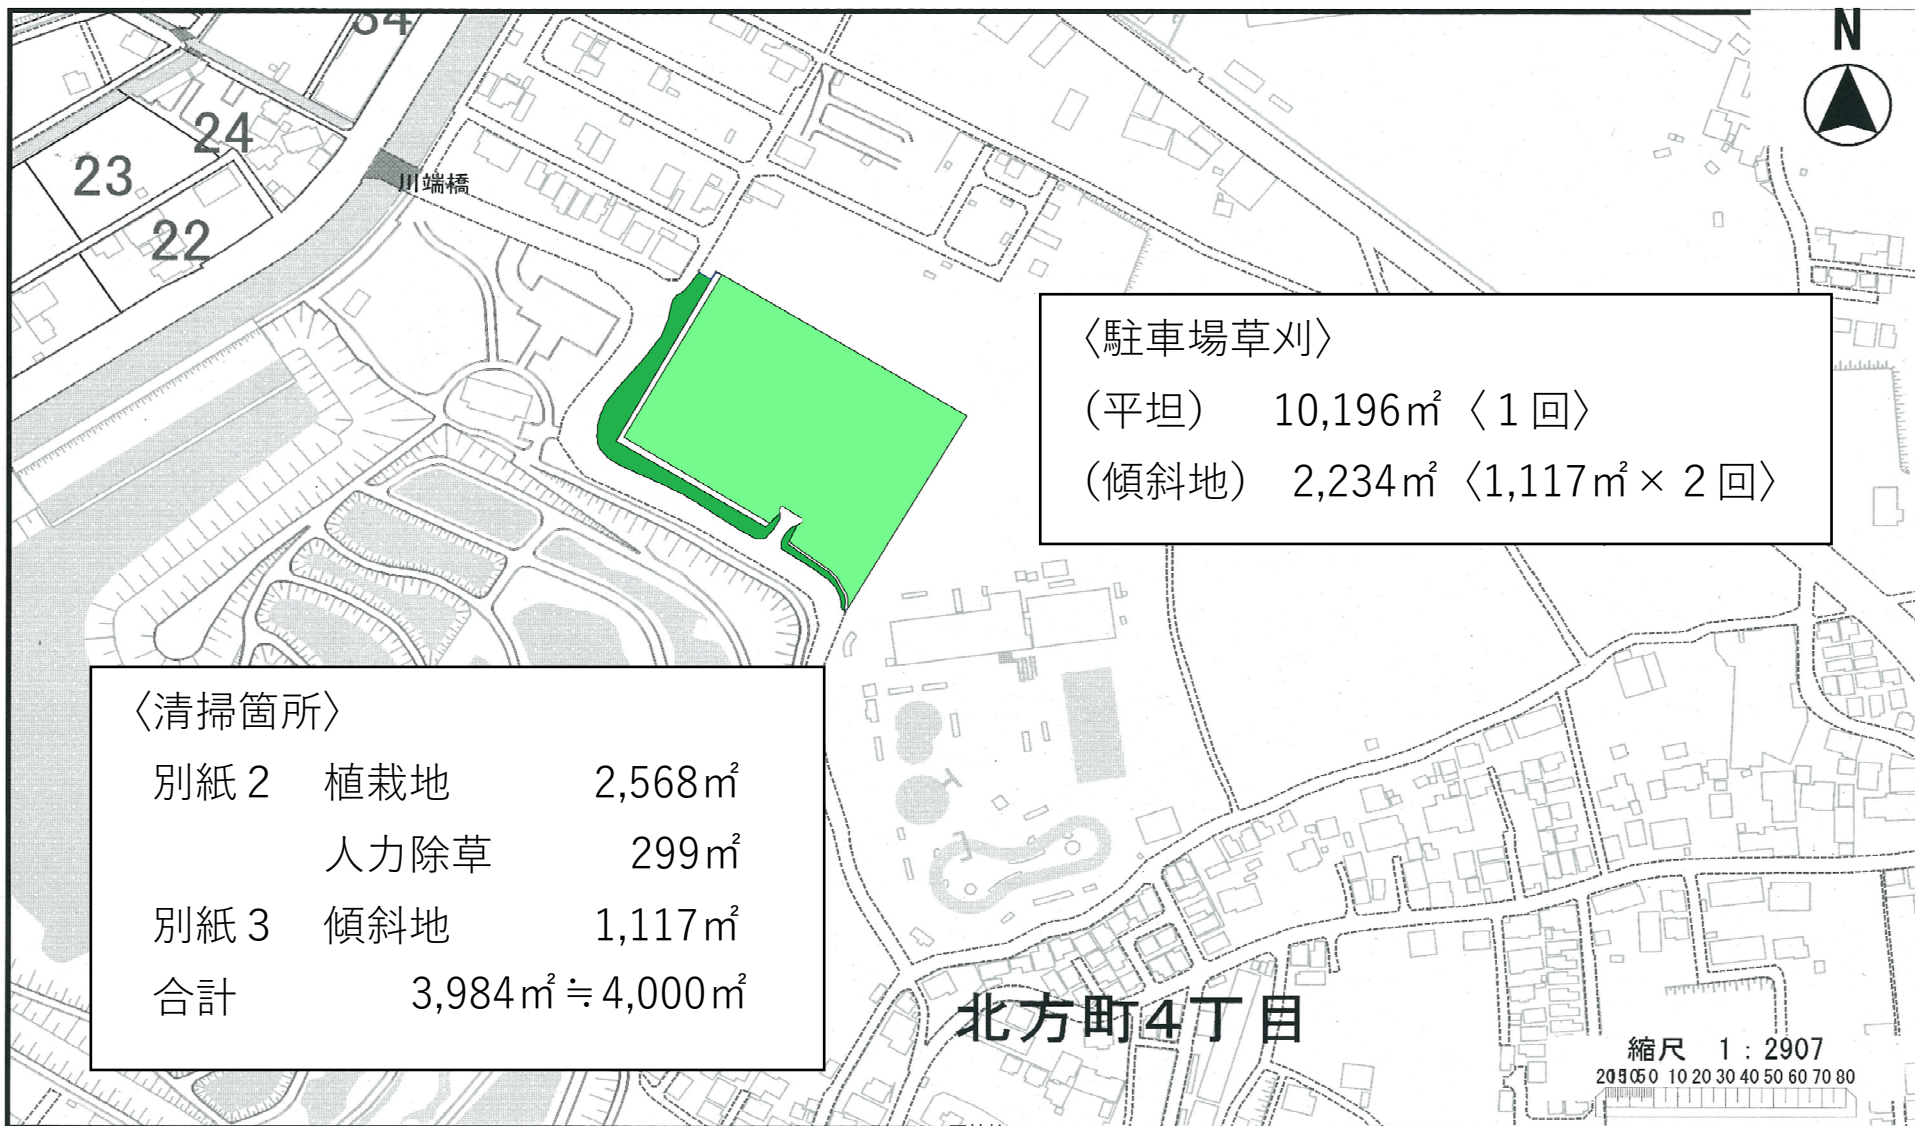 34
N
24
23
川端橋
22
〈駐車場草刈〉
(平坦) 10,196㎡〈1回〉
(傾斜地) 2,234㎡〈1,117㎡×2回〉
〈清掃箇所〉
別紙2 植栽地 2,568㎡
人力除草 299㎡
別紙3 傾斜地 1,117㎡
合計 3,984㎡≒4,000㎡
北方町4丁目
縮尺 1:2907
10 20 30 40 50 60 70 80